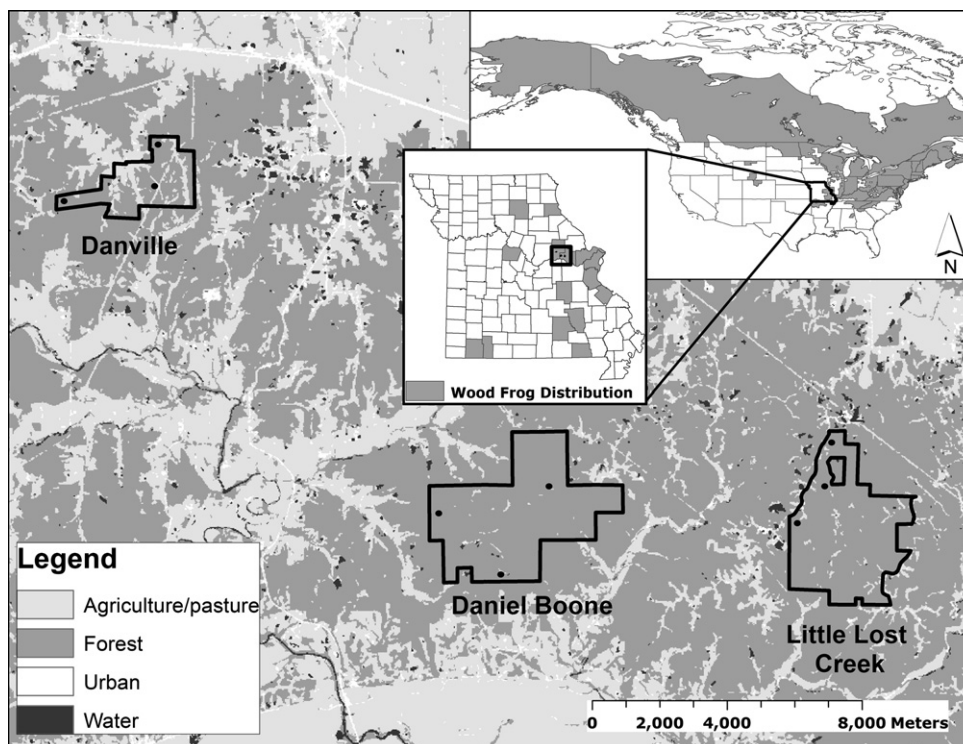 Danville
N
Wood Frog Distribution
Daniel Boone
Little Lost
Creek
Legend
Agriculture/pasture
Forest
Urban
Water
0 2,000 4,000 8,000 Meters